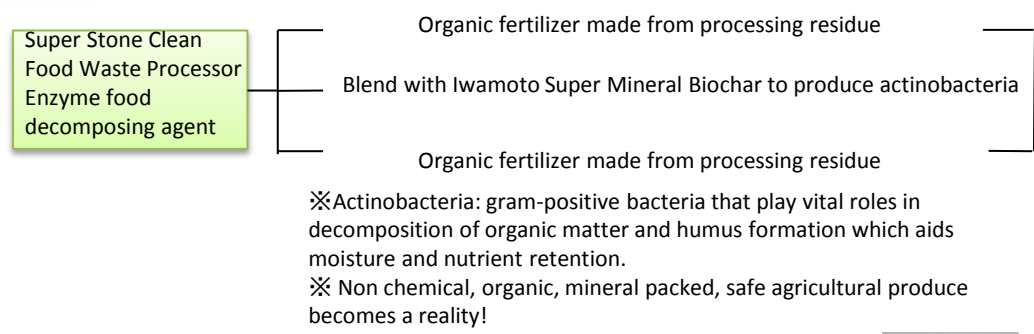 Super Stone Clean
Food Waste Processor
Enzyme food
decomposing agent
Organic fertilizer made from processing residue
Blend with Iwamoto Super Mineral Biochar to produce actinobacteria
Organic fertilizer made from processing residue
※Actinobacteria: gram-positive bacteria that play vital roles in
decomposition of organic matter and humus formation which aids
moisture and nutrient retention.
※ Non chemical, organic, mineral packed, safe agricultural produce
becomes a reality!